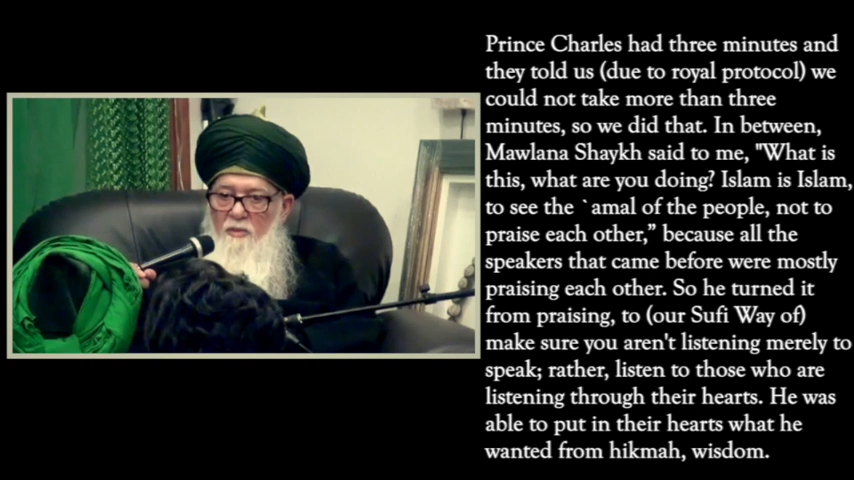 Prince Charles had three minutes and
they told us (due to royal protocol) we
could not take more than three
minutes, so we did that. In between,
Mawlana Shaykh said to me, "What is
this, what are you doing? Islam is Islam,
to see the `amal of the people, not to
praise each other,” because all the
speakers that came before were mostly
praising each other. So he turned it
from praising, to (our Sufi Way of)
make sure you aren't listening merely to
speak; rather, listen to those who are
listening through their hearts. He was
able to put in their hearts what he
wanted from hikmah, wisdom.